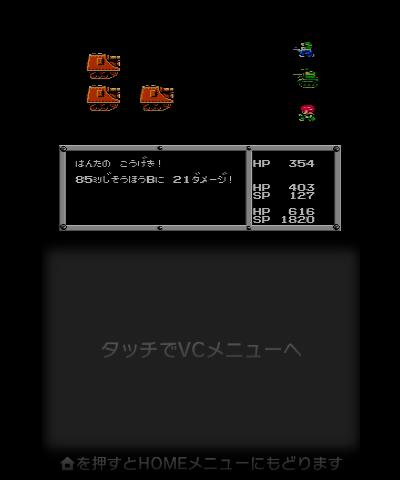 はんたの こうげき!
85ミリじそうほうBに 21ダメージ!
HP 354
HP 403
SP 127
HP 616
SP 1820
タッチでVCメニューへ
を押すとHOMEメニューにもどります